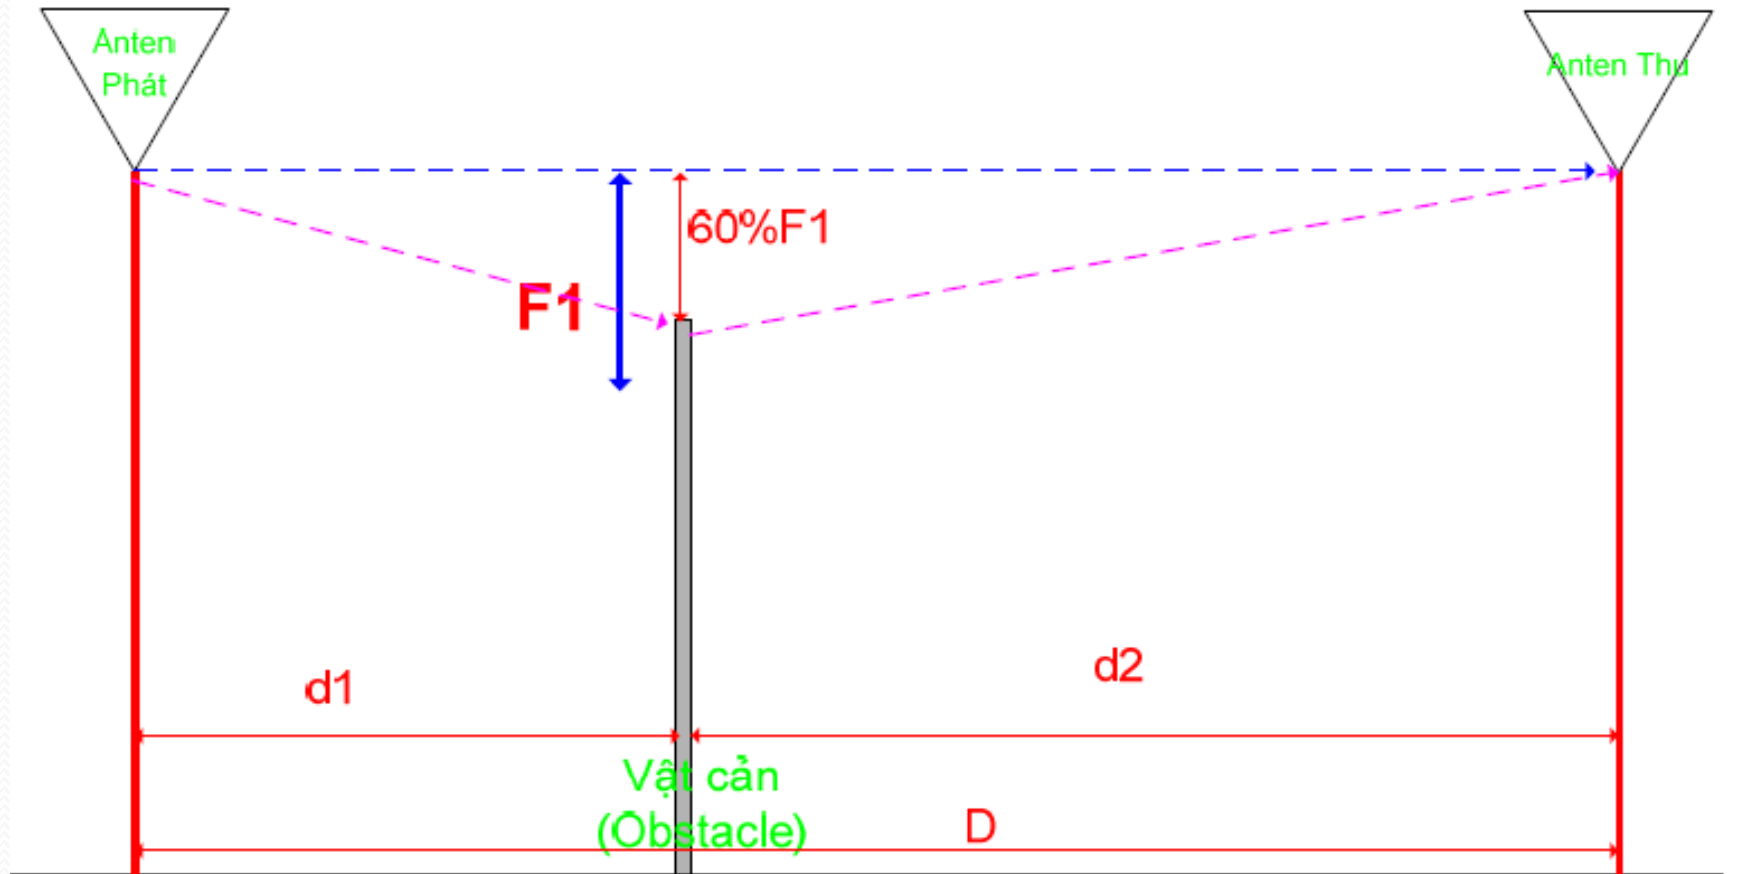 Anten
Phát
Anten Thu
60%F1
F1
d1
d2
Vật cản
(Obstacle)
D